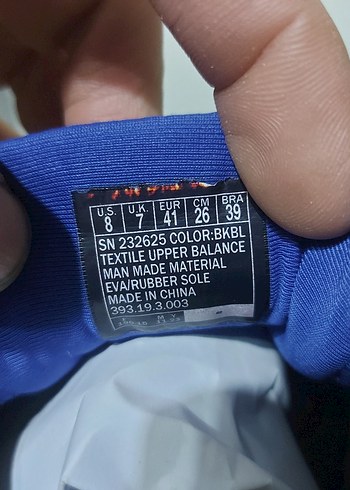 U.S. U.K EUR CM BRA
8 7 41 26 39
SN 232625 COLOR:BKBL
TEXTILE UPPER BALANCE
MAN MADE MATERIAL
EVA/RUBBER SOLE
MADE IN CHINA
393.19.3.003